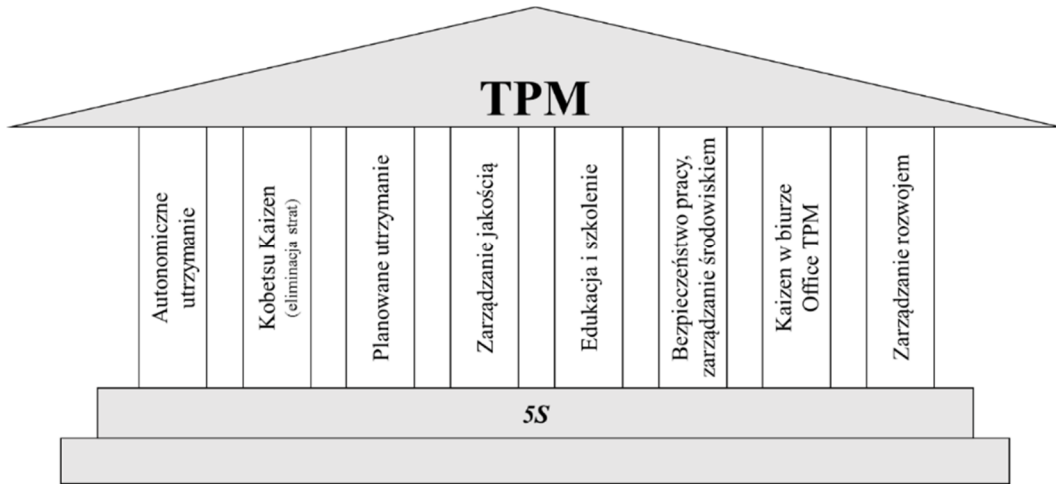 TPM
Autonomiczne
utrzymanie
Kobetsu Kaizen
(eliminacja strat)
Planowane utrzymanie
Zarządzanie jakością
Edukacja i szkolenie
Bezpieczeństwo pracy,
zarządzanie środowiskiem
Kaizen w biurze
Office TPM
Zarządzanie rozwojem
5S